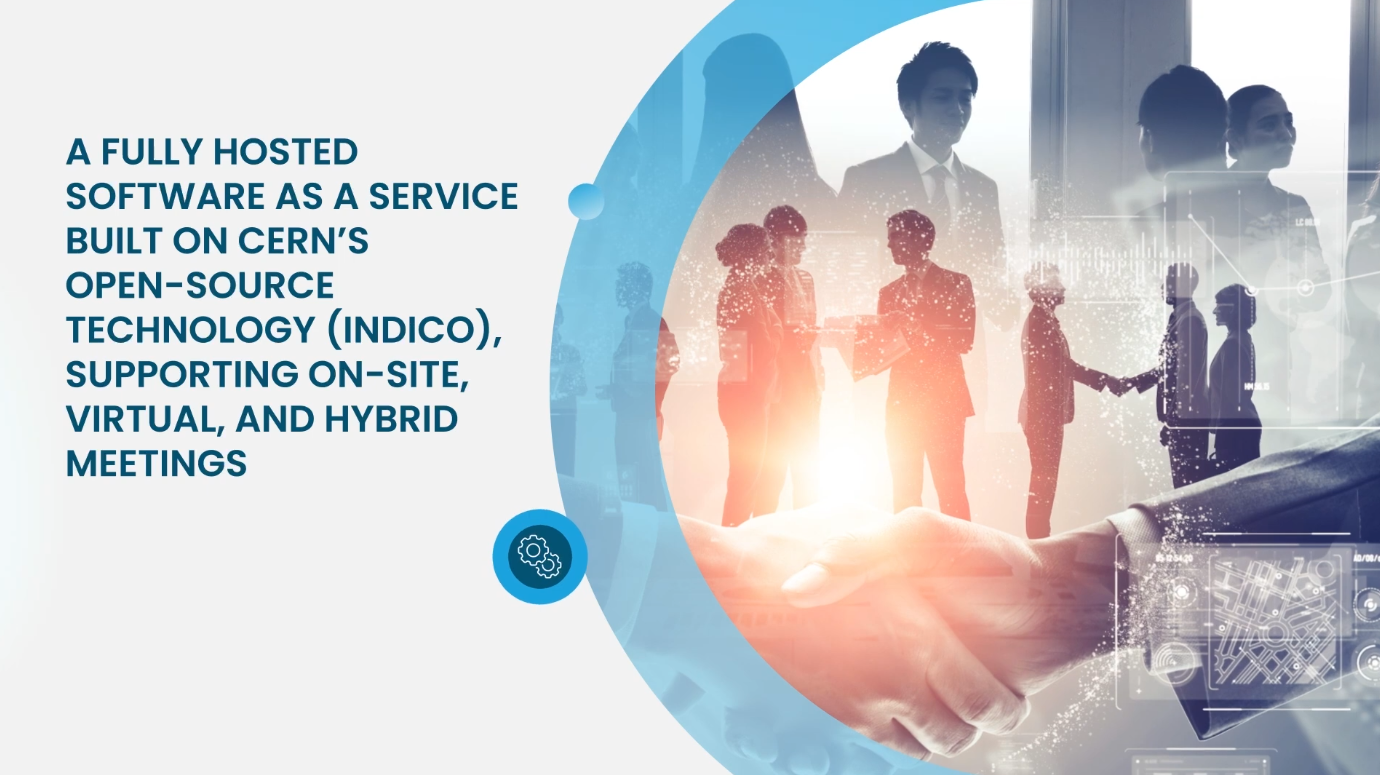 A FULLY HOSTED
SOFTWARE AS A SERVICE
BUILT ON CERN’S
OPEN-SOURCE
TECHNOLOGY (INDICO),
SUPPORTING ON-SITE,
VIRTUAL, AND HYBRID
MEETINGS